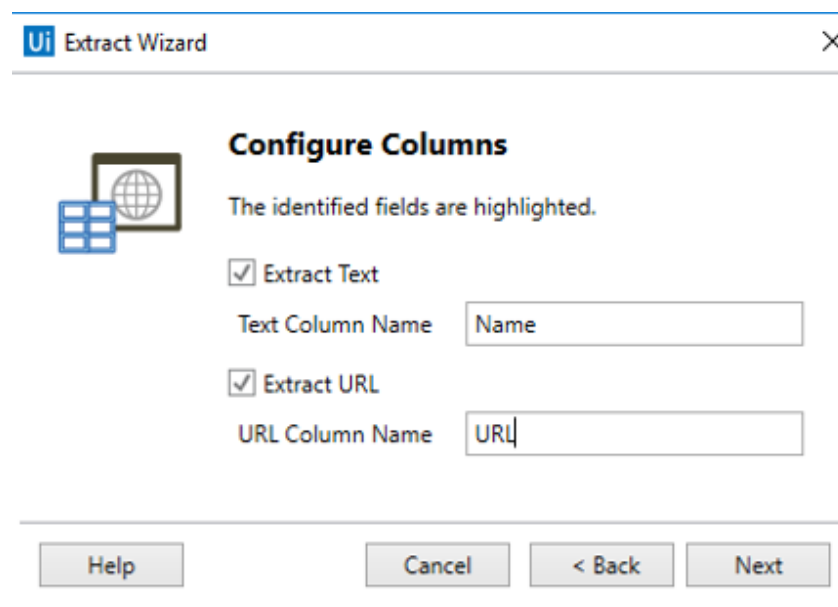 Ui Extract Wizard
Configure Columns
The identified fields are highlighted.
Extract Text
Text Column Name Name
Extract URL
URL Column Name URL
Help Cancel < Back Next